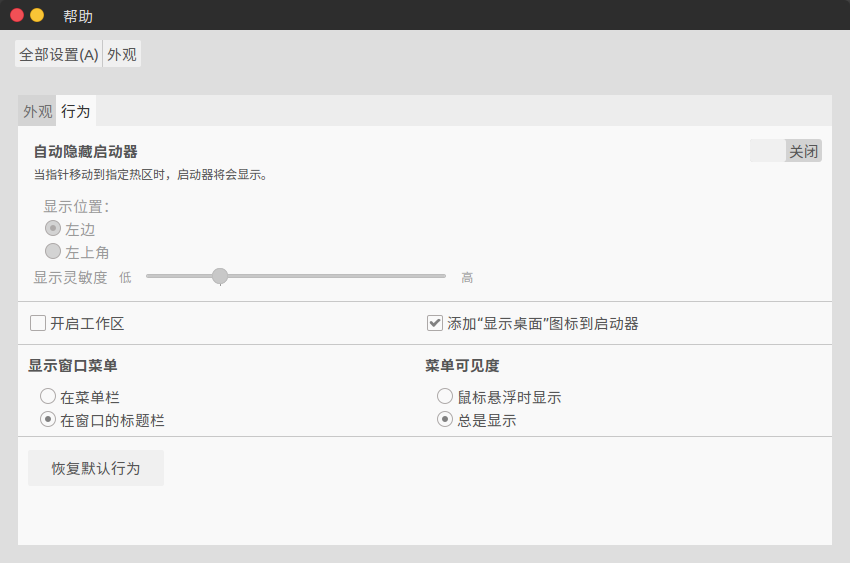 帮助
全部设置(A) 外观
外观 行为
自动隐藏启动器 关闭
当指针移动到指定热区时，启动器将会显示。
显示位置:
左边
左上角
显示灵敏度 低 高
开启工作区 添加“显示桌面”图标到启动器
显示窗口菜单 菜单可见度
在菜单栏 鼠标悬浮时显示
在窗口的标题栏 总是显示
恢复默认行为